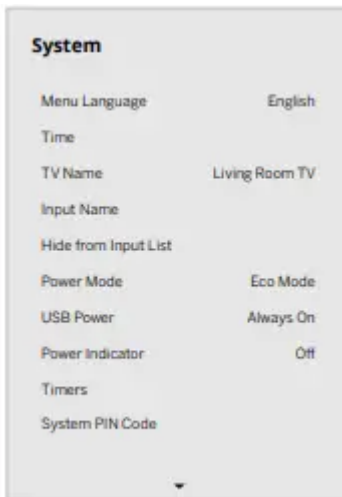 System
Menu Language English
Time
TV Name Living Room TV
Input Name
Hide from Input List
Power Mode Eco Mode
USB Power Always On
Power Indicator Off
Timers
System PIN Code